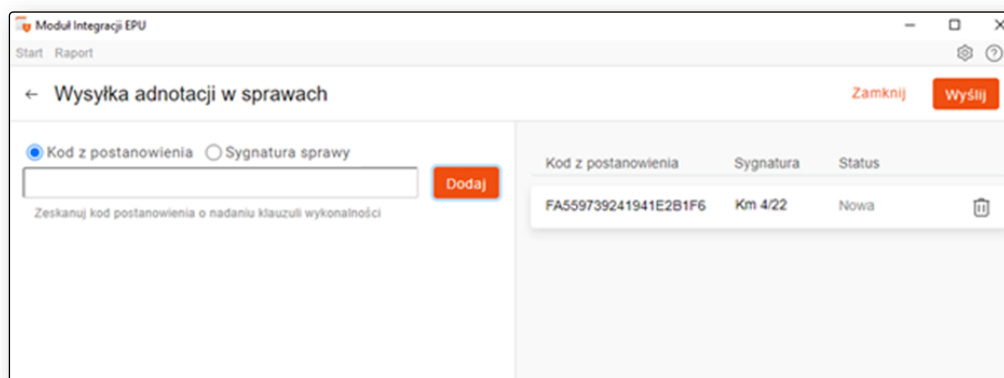 Moduł Integracji EPU
Start Raport
← Wysyłka adnotacji w sprawach
Zamknij Wyślij
Kod z postanowienia Sygnatura sprawy
Dodaj
Zeskanuj kod postanowienia o nadaniu klauzuli wykonalności
Kod z postanowienia Sygnatura Status
FA559739241941E2B1F6 Km 4/22 Nowa